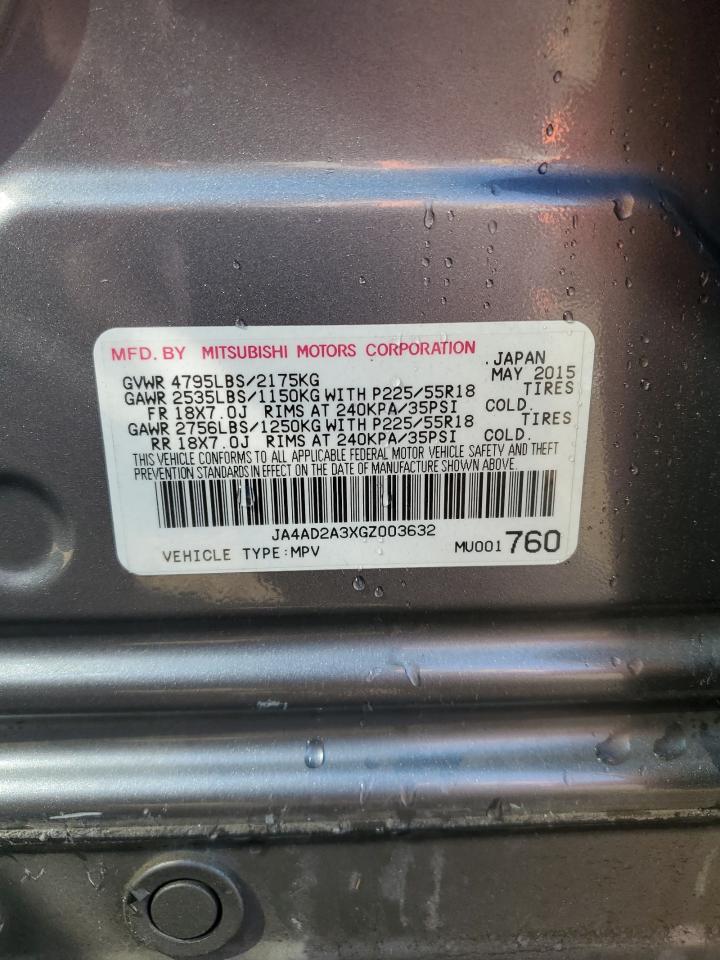 MFD. BY MITSUBISHI MOTORS CORPORATION .JAPAN
GVWR 4795LBS/2175KG MAY 2015
GAWR 2535LBS/1150KG WITH P225/55R18 TIRES
FR 18X7.0J RIMS AT 240KPA/35PSI COLD.
GAWR 2756LBS/1250KG WITH P225/55R18 TIRES
RR 18X7.0J RIMS AT 240KPA/35PSI COLD.
THIS VEHICLE CONFORMS TO ALL APPLICABLE FEDERAL MOTOR VEHICLE SAFETY AND THEFT
PREVENTION STANDARDS IN EFFECT ON THE DATE OF MANUFACTURE SHOWN ABOVE.
JA4AD2A3XGZ003632
VEHICLE TYPE:MPV MU001760